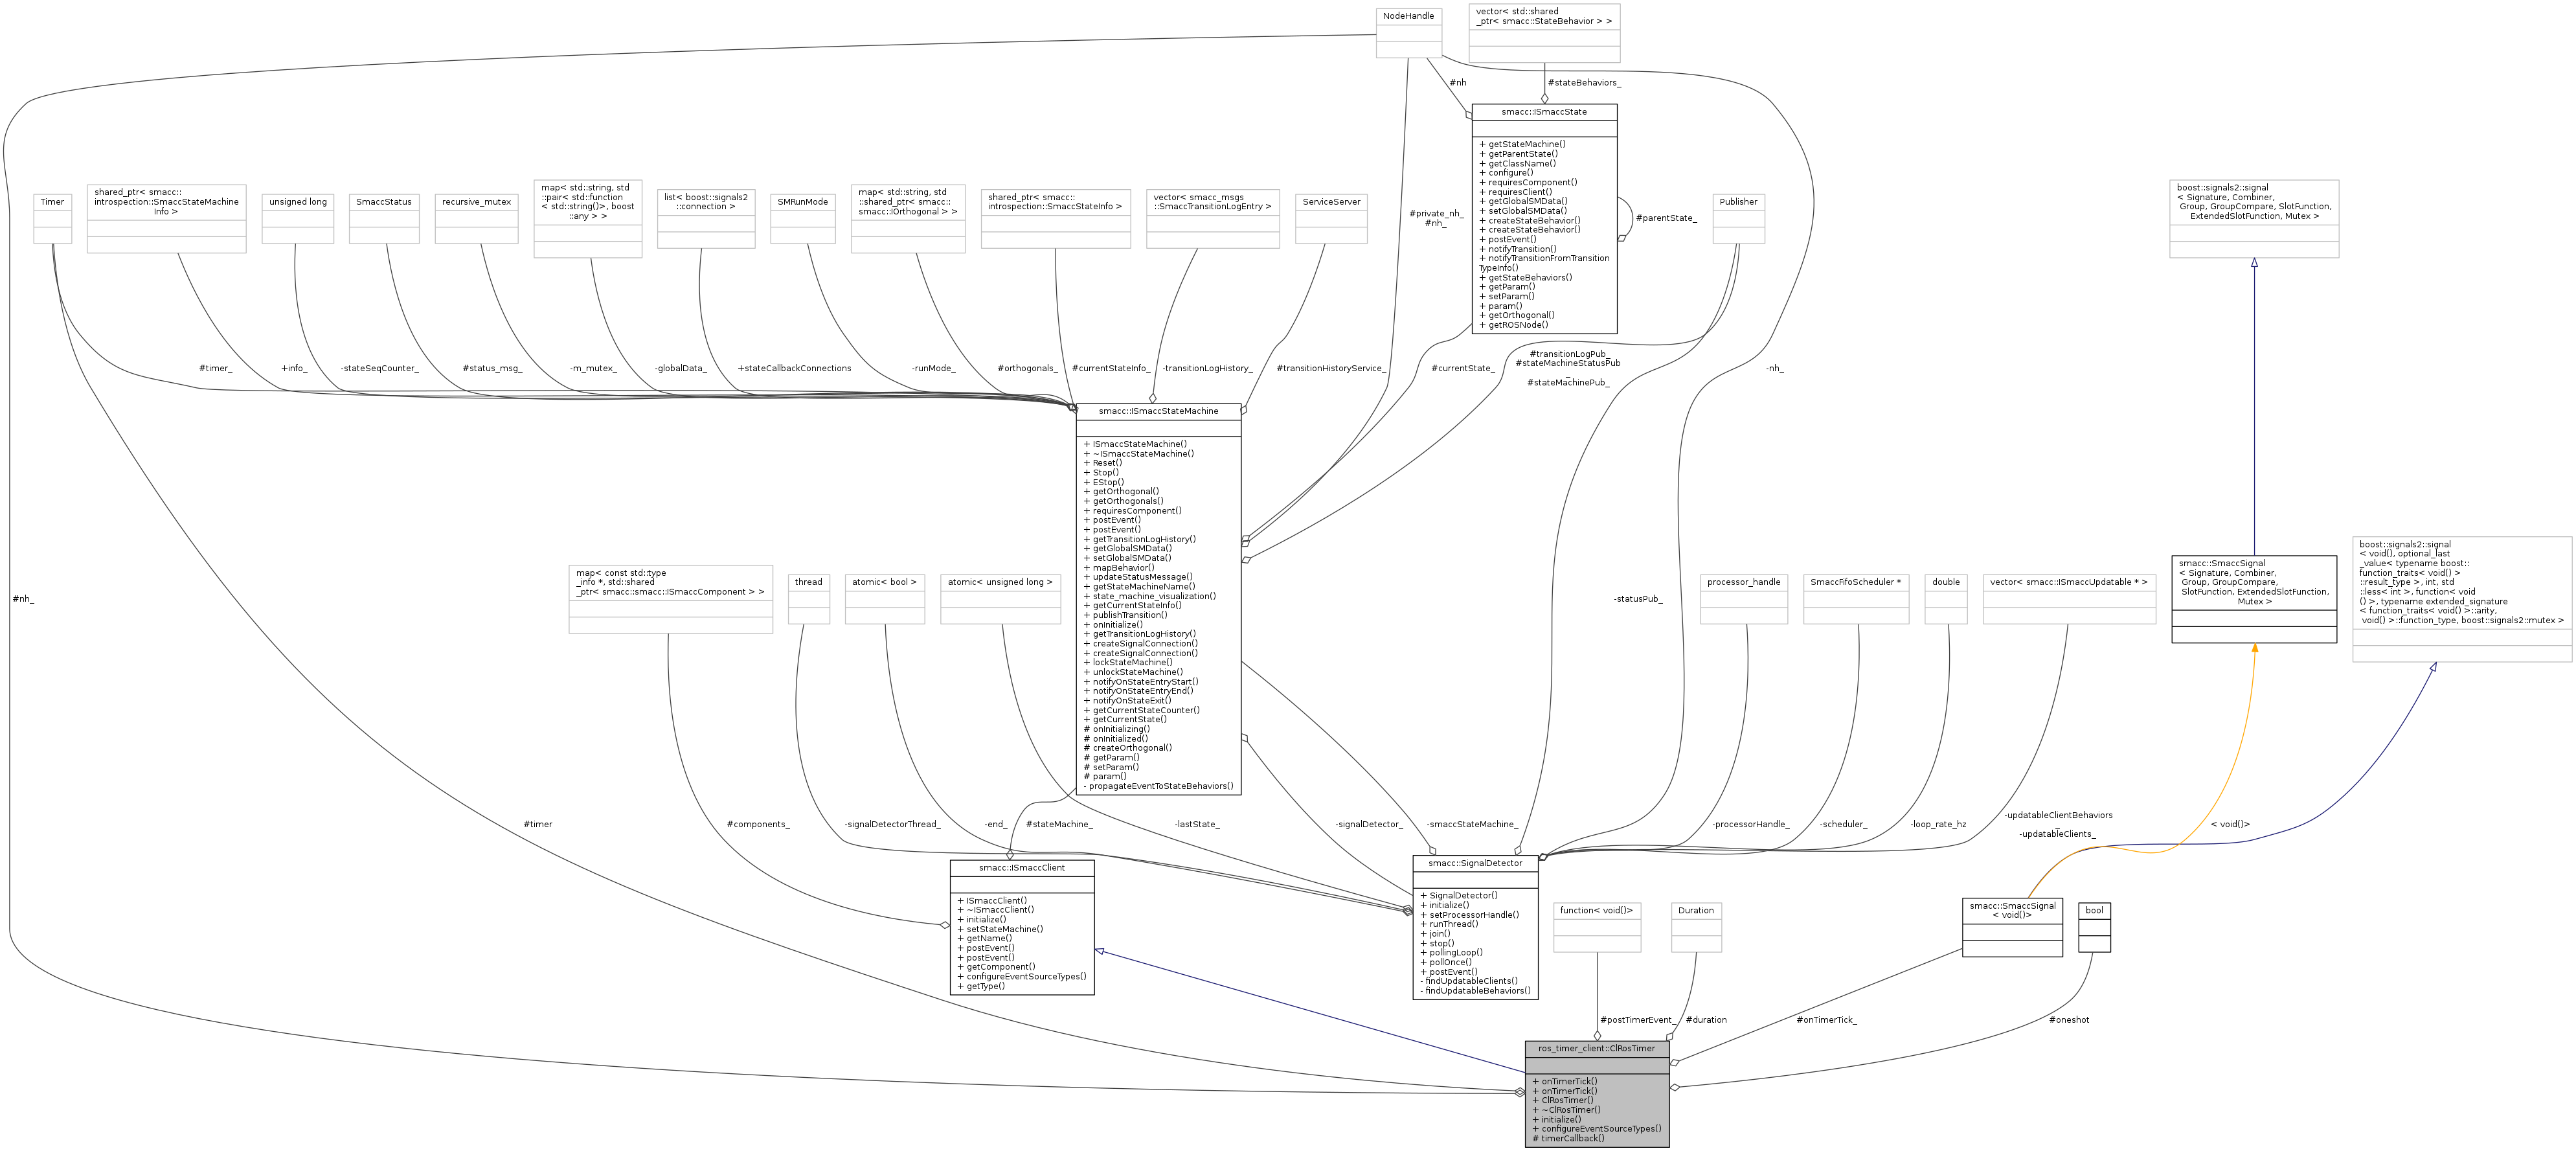 NodeHandle
vector< std::shared
_ptr< smacc::StateBehavior > >
#nh
#stateBehaviors_
smacc::ISmaccState
+ getStateMachine()
+ getParentState()
+ getClassName()
+ configure()
+ requiresComponent()
+ requiresClient()
+ getGlobalSMData()
+ setGlobalSMData()
+ createStateBehavior()
+ createStateBehavior()
+ postEvent()
+ notifyTransition()
+ notifyTransitionFromTransition
TypeInfo()
+ getStateBehaviors()
+ getParam()
+ setParam()
+ param()
+ getOrthogonal()
+ getROSNode()
#parentState_
Timer
shared_ptr< smacc::
introspection::SmaccStateMachine
Info >
unsigned long
SmaccStatus
recursive_mutex
map< std::string, std
::pair< std::function
< std::string()>, boost
::any > >
list< boost::signals2
::connection >
SMRunMode
map< std::string, std
::shared_ptr< smacc::
smacc::IOrthogonal > >
shared_ptr< smacc::
introspection::SmaccStateInfo >
vector< smacc_msgs
::SmaccTransitionLogEntry >
ServiceServer
#private_nh_
#nh_
Publisher
boost::signals2::signal
< Signature, Combiner,
Group, GroupCompare, SlotFunction,
ExtendedSlotFunction, Mutex >
#timer_
+info_
-stateSeqCounter_
#status_msg_
-m_mutex_
-globalData_
+stateCallbackConnections
-runMode_
#orthogonals_
#currentStateInfo_
-transitionLogHistory_
#transitionHistoryService_
#currentState_
#transitionLogPub_
#stateMachineStatusPub
_
#stateMachinePub_
-nh_
smacc::ISmaccStateMachine
+ ISmaccStateMachine()
+ ~ISmaccStateMachine()
+ Reset()
+ Stop()
+ EStop()
+ getOrthogonal()
+ getOrthogonals()
+ requiresComponent()
+ postEvent()
+ postEvent()
+ getTransitionLogHistory()
+ getGlobalSMData()
+ setGlobalSMData()
+ mapBehavior()
+ updateStatusMessage()
+ getStateMachineName()
+ state_machine_visualization()
+ getCurrentStateInfo()
+ publishTransition()
+ onInitialize()
+ getTransitionLogHistory()
+ createSignalConnection()
+ createSignalConnection()
+ lockStateMachine()
+ unlockStateMachine()
+ notifyOnStateEntryStart()
+ notifyOnStateEntryEnd()
+ notifyOnStateExit()
+ getCurrentStateCounter()
+ getCurrentState()
# onInitializing()
# onInitialized()
# createOrthogonal()
# getParam()
# setParam()
# param()
- propagateEventToStateBehaviors()
#nh_
map< const std::type
_info *, std::shared
_ptr< smacc::smacc::ISmaccComponent > >
thread
atomic< bool >
atomic< unsigned long >
-statusPub_
processor_handle
SmaccFifoScheduler *
double
vector< smacc::ISmaccUpdatable * >
smacc::SmaccSignal
< Signature, Combiner,
Group, GroupCompare,
SlotFunction, ExtendedSlotFunction,
Mutex >
boost::signals2::signal
< void(), optional_last
_value< typename boost::
function_traits< void() >
::result_type >, int, std
::less< int >, function< void
() >, typename extended_signature
< function_traits< void() >::arity,
void() >::function_type, boost::signals2::mutex >
#timer
#components_
-signalDetectorThread_
-end_
#stateMachine_
-lastState_
-signalDetector_
-smaccStateMachine_
-processorHandle_
-scheduler_
-loop_rate_hz
-updatableClientBehaviors
_
-updatableClients_
< void()>
smacc::ISmaccClient
+ ISmaccClient()
+ ~ISmaccClient()
+ initialize()
+ setStateMachine()
+ getName()
+ postEvent()
+ postEvent()
+ getComponent()
+ configureEventSourceTypes()
+ getType()
smacc::SignalDetector
+ SignalDetector()
+ initialize()
+ setProcessorHandle()
+ runThread()
+ join()
+ stop()
+ pollingLoop()
+ pollOnce()
+ postEvent()
- findUpdatableClients()
- findUpdatableBehaviors()
function< void()>
Duration
smacc::SmaccSignal
< void()>
bool
#postTimerEvent_
#duration
#onTimerTick_
#oneshot
ros_timer_client::ClRosTimer
+ onTimerTick()
+ onTimerTick()
+ ClRosTimer()
+ ~ClRosTimer()
+ initialize()
+ configureEventSourceTypes()
# timerCallback()